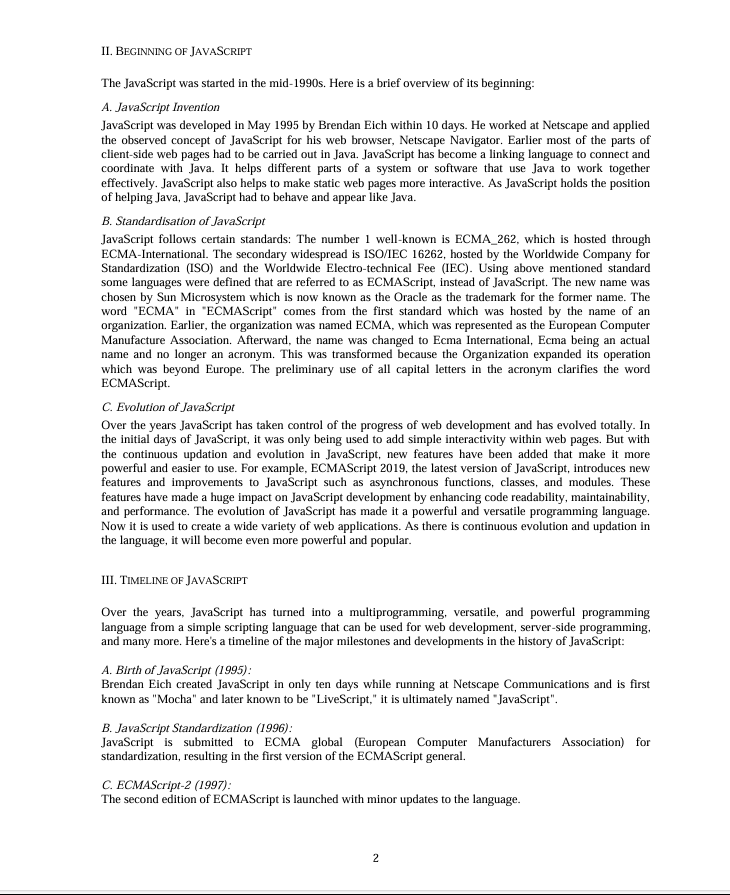 II. BEGINNING OF JAVASCRIPT
The JavaScript was started in the mid-1990s. Here is a brief overview of its beginning:
A. JavaScript Invention
JavaScript was developed in May 1995 by Brendan Eich within 10 days. He worked at Netscape and applied
the observed concept of JavaScript for his web browser, Netscape Navigator. Earlier most of the parts of
client-side web pages had to be carried out in Java. JavaScript has become a linking language to connect and
coordinate with Java. It helps different parts of a system or software that use Java to work together
effectively. JavaScript also helps to make static web pages more interactive. As JavaScript holds the position
of helping Java, JavaScript had to behave and appear like Java.
B. Standardisation of JavaScript
JavaScript follows certain standards: The number 1 well-known is ECMA_262, which is hosted through
ECMA-International. The secondary widespread is ISO/IEC 16262, hosted by the Worldwide Company for
Standardization (ISO) and the Worldwide Electro-technical Fee (IEC). Using above mentioned standard
some languages were defined that are referred to as ECMAScript, instead of JavaScript. The new name was
chosen by Sun Microsystem which is now known as the Oracle as the trademark for the former name. The
word "ECMA" in "ECMAScript" comes from the first standard which was hosted by the name of an
organization. Earlier, the organization was named ECMA, which was represented as the European Computer
Manufacture Association. Afterward, the name was changed to Ecma International, Ecma being an actual
name and no longer an acronym. This was transformed because the Organization expanded its operation
which was beyond Europe. The preliminary use of all capital letters in the acronym clarifies the word
ECMAScript.
C. Evolution of JavaScript
Over the years JavaScript has taken control of the progress of web development and has evolved totally. In
the initial days of JavaScript, it was only being used to add simple interactivity within web pages. But with
the continuous updation and evolution in JavaScript, new features have been added that make it more
powerful and easier to use. For example, ECMAScript 2019, the latest version of JavaScript, introduces new
features and improvements to JavaScript such as asynchronous functions, classes, and modules. These
features have made a huge impact on JavaScript development by enhancing code readability, maintainability,
and performance. The evolution of JavaScript has made it a powerful and versatile programming language.
Now it is used to create a wide variety of web applications. As there is continuous evolution and updation in
the language, it will become even more powerful and popular.
III. TIMELINE OF JAVASCRIPT
Over the years, JavaScript has turned into a multiprogramming, versatile, and powerful programming
language from a simple scripting language that can be used for web development, server-side programming,
and many more. Here's a timeline of the major milestones and developments in the history of JavaScript:
A. Birth of JavaScript (1995):
Brendan Eich created JavaScript in only ten days while running at Netscape Communications and is first
known as "Mocha" and later known to be "LiveScript," it is ultimately named "JavaScript".
B. JavaScript Standardization (1996):
JavaScript is submitted to ECMA global (European Computer Manufacturers Association) for
standardization, resulting in the first version of the ECMAScript general.
C. ECMAScript-2 (1997):
The second edition of ECMAScript is launched with minor updates to the language.
2